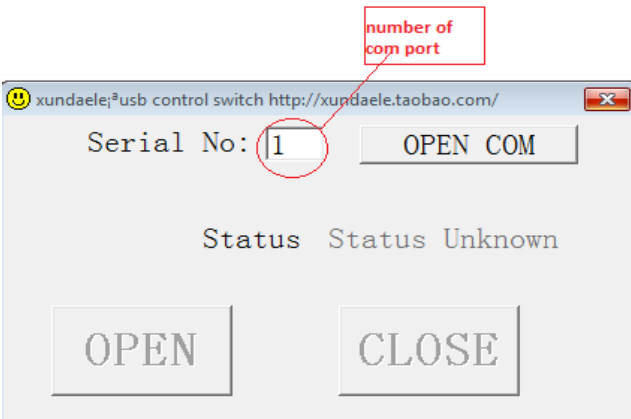 number of
com port
xundaele¡ªusb control switch http://xundaele.taobao.com/
Serial No: 1 OPEN COM
Status Status Unknown
OPEN CLOSE